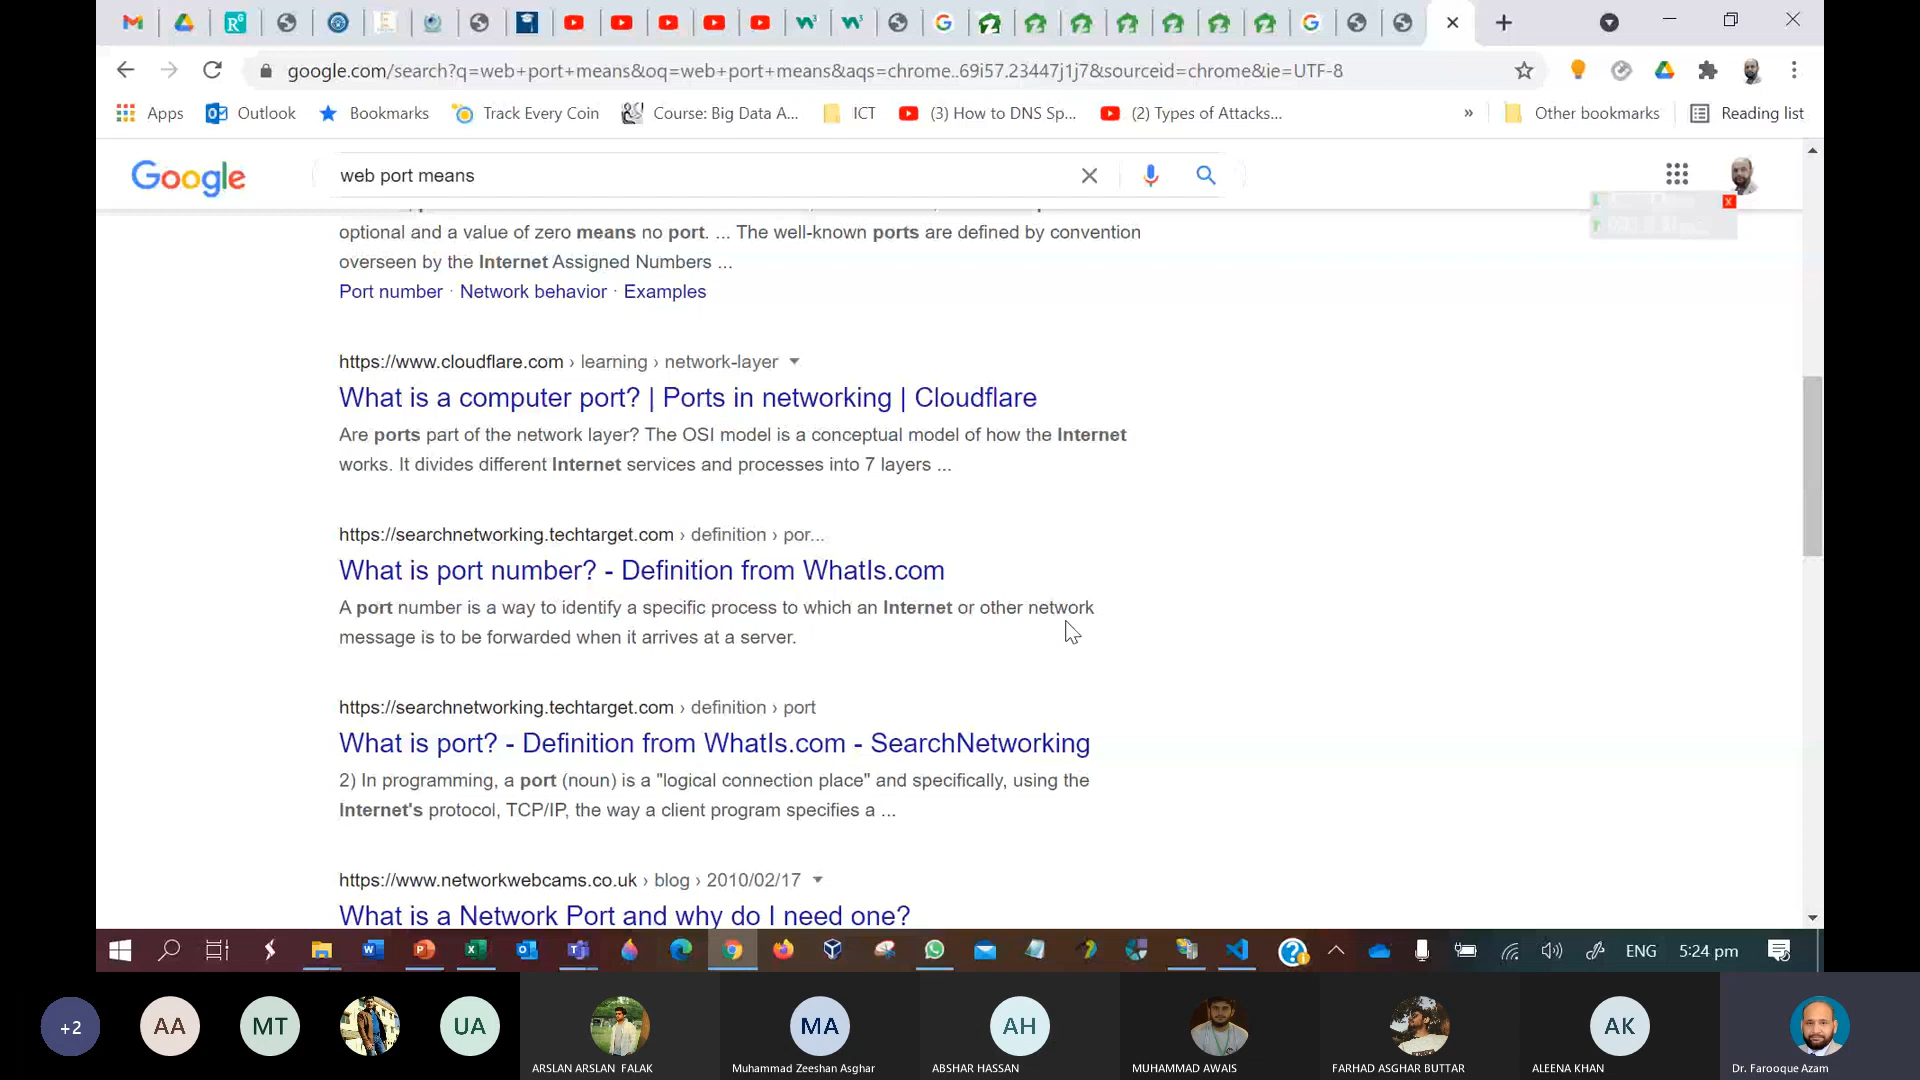 google.com/search?q=web+port+means&oq=web+port+means&aqs=chrome..69i57.23447j1j7&sourceid=chrome&ie=UTF-8
Apps Outlook Bookmarks Track Every Coin Course: Big Data A... ICT (3) How to DNS Sp... (2) Types of Attacks... » Other bookmarks Reading list
Google web port means
optional and a value of zero means no port. ... The well-known ports are defined by convention
overseen by the Internet Assigned Numbers ...
Port number · Network behavior · Examples
https://www.cloudflare.com › learning › network-layer
What is a computer port? | Ports in networking | Cloudflare
Are ports part of the network layer? The OSI model is a conceptual model of how the Internet
works. It divides different Internet services and processes into 7 layers ...
https://searchnetworking.techtarget.com › definition › por...
What is port number? - Definition from WhatIs.com
A port number is a way to identify a specific process to which an Internet or other network
message is to be forwarded when it arrives at a server.
https://searchnetworking.techtarget.com › definition › port
What is port? - Definition from WhatIs.com - SearchNetworking
2) In programming, a port (noun) is a "logical connection place" and specifically, using the
Internet's protocol, TCP/IP, the way a client program specifies a ...
https://www.networkwebcams.co.uk › blog › 2010/02/17
What is a Network Port and why do I need one?
ENG 5:24 pm
+2 AA MT UA MA AH AK
ARSLAN ARSLAN FALAK Muhammad Zeeshan Asghar ABSHAR HASSAN MUHAMMAD AWAIS FARHAD ASGHAR BUTTAR ALEENA KHAN Dr. Farooque Azam